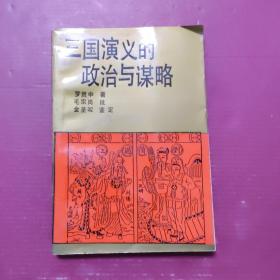 三国演义的
政治与谋略
罗贯中 著
毛宗岗 批
金圣叹 鉴定